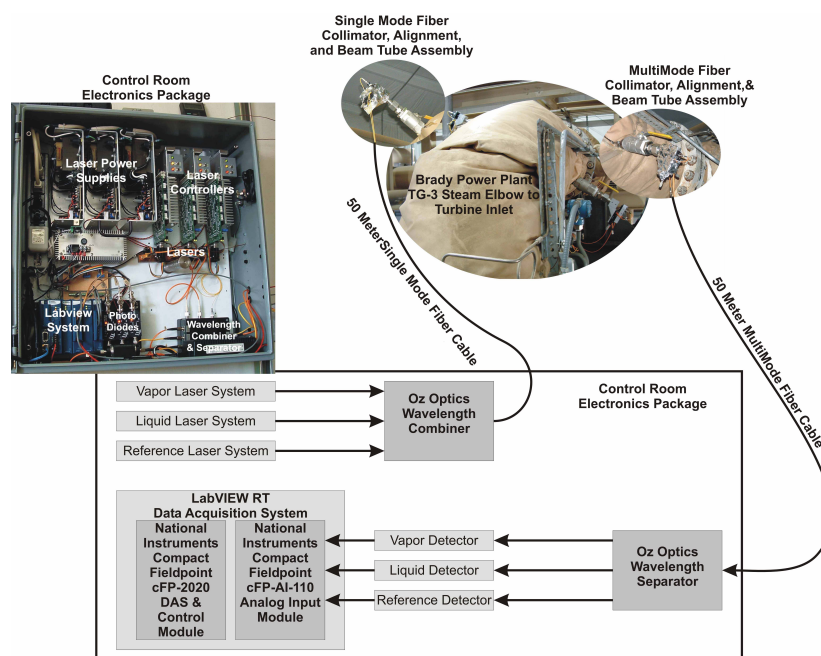 Single Mode Fiber
Collimator, Alignment,
and Beam Tube Assembly
MultiMode Fiber
Collimator, Alignment,&
Beam Tube Assembly
Control Room
Electronics Package
Laser Power
Supplies
Laser
Controllers
Lasers
Labview
System
Photo
Diodes
Wavelength
Combiner
& Separator
Brady Power Plant
TG-3 Steam Elbow to
Turbine Inlet
50 MeterSingle Mode Fiber Cable
50 Meter MultiMode Fiber Cable
Vapor Laser System
Liquid Laser System
Reference Laser System
Oz Optics
Wavelength
Combiner
Control Room
Electronics Package
LabVIEW RT
Data Acquisition System
National
Instruments
Compact
Fieldpoint
cFP-2020
DAS &
Control
Module
National
Instruments
Compact
Fieldpoint
cFP-AI-110
Analog Input
Module
Vapor Detector
Liquid Detector
Reference Detector
Oz Optics
Wavelength
Separator